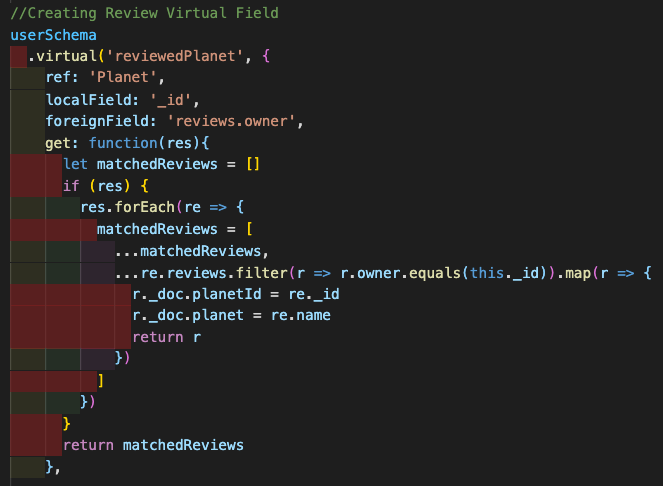 //Creating Review Virtual Field
userSchema
.virtual('reviewedPlanet', {
ref: 'Planet',
localField: '_id',
foreignField: 'reviews.owner',
get: function(res){
let matchedReviews = []
if (res) {
res.forEach(re => {
matchedReviews = [
...matchedReviews,
...re.reviews.filter(r => r.owner.equals(this._id)).map(r => {
r._doc.planetId = re._id
r._doc.planet = re.name
return r
})
]
})
}
return matchedReviews
},